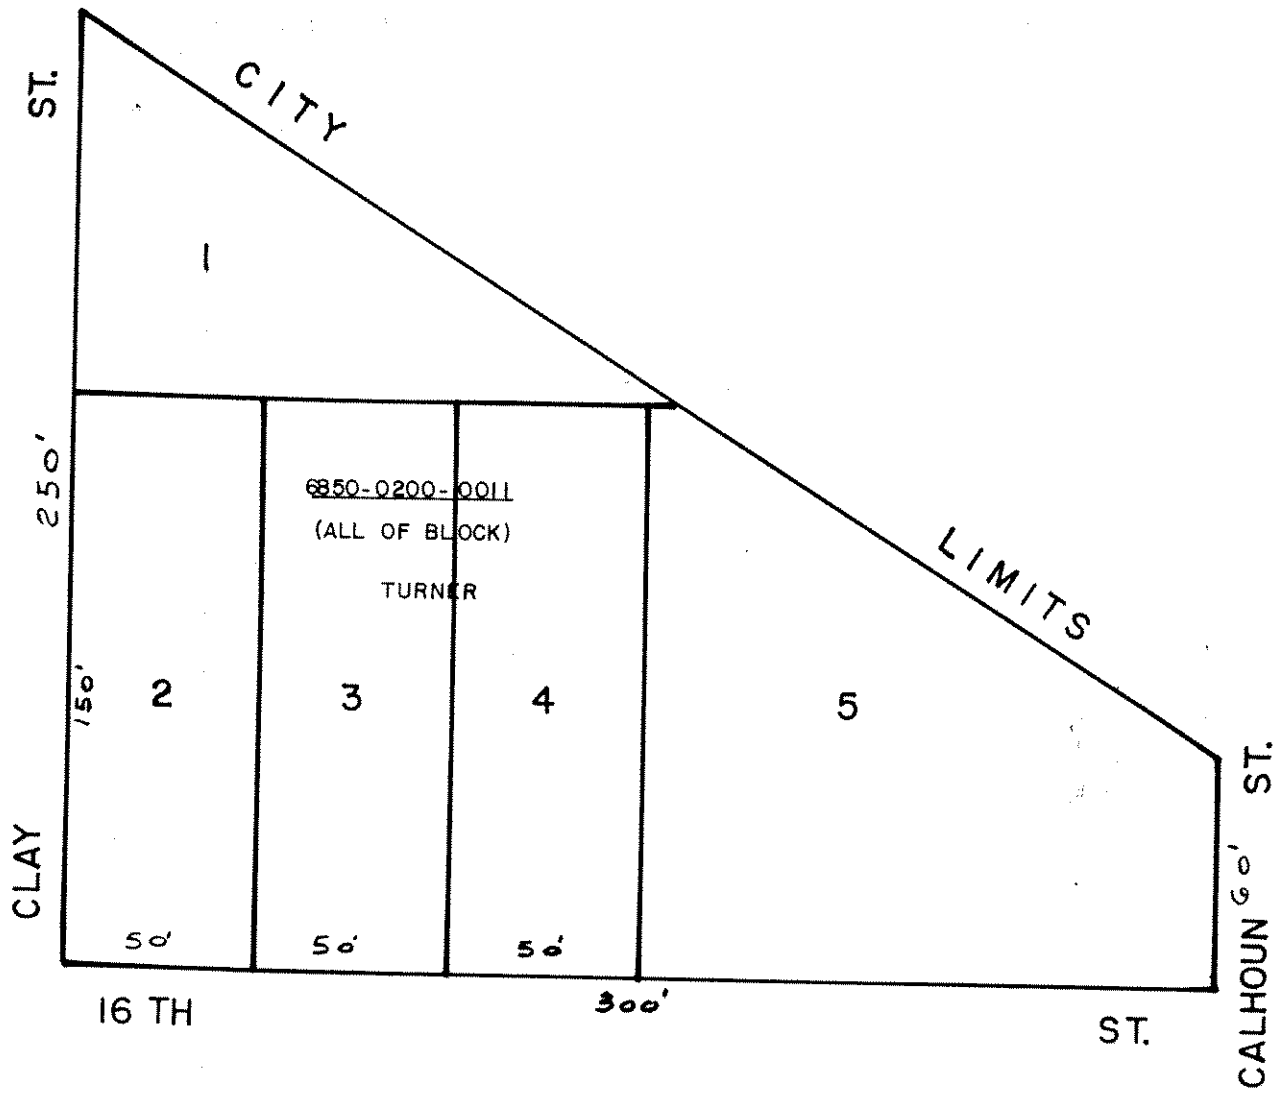 ST.
CITY
1
250'
6850-0200-0011
(ALL OF BLOCK)
TURNER
LIMITS
150'
2
3
4
5
ST.
CLAY
50'
50'
50'
60'
CALHOUN
16 TH
300'
ST.